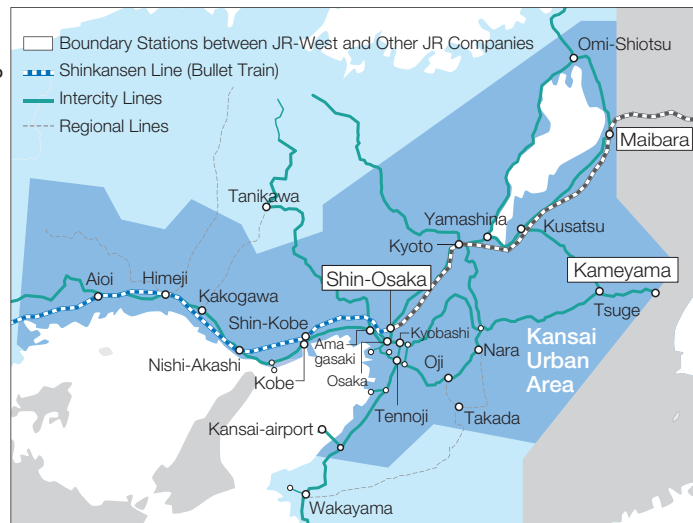 Boundary Stations between JR-West and Other JR Companies
Shinkansen Line (Bullet Train)
Intercity Lines
Regional Lines
Omi-Shiotsu
Maibara
Tanikawa
Yamashina
Kusatsu
Kyoto
Shin-Osaka
Kameyama
Aioi
Himeji
Kakogawa
Tsuge
Shin-Kobe
Ama
gasaki
Kyobashi
Nara
Kansai
Urban
Area
Nishi-Akashi
Kobe
Osaka
Oji
Tennoji
Takada
Kansai-airport
Wakayama